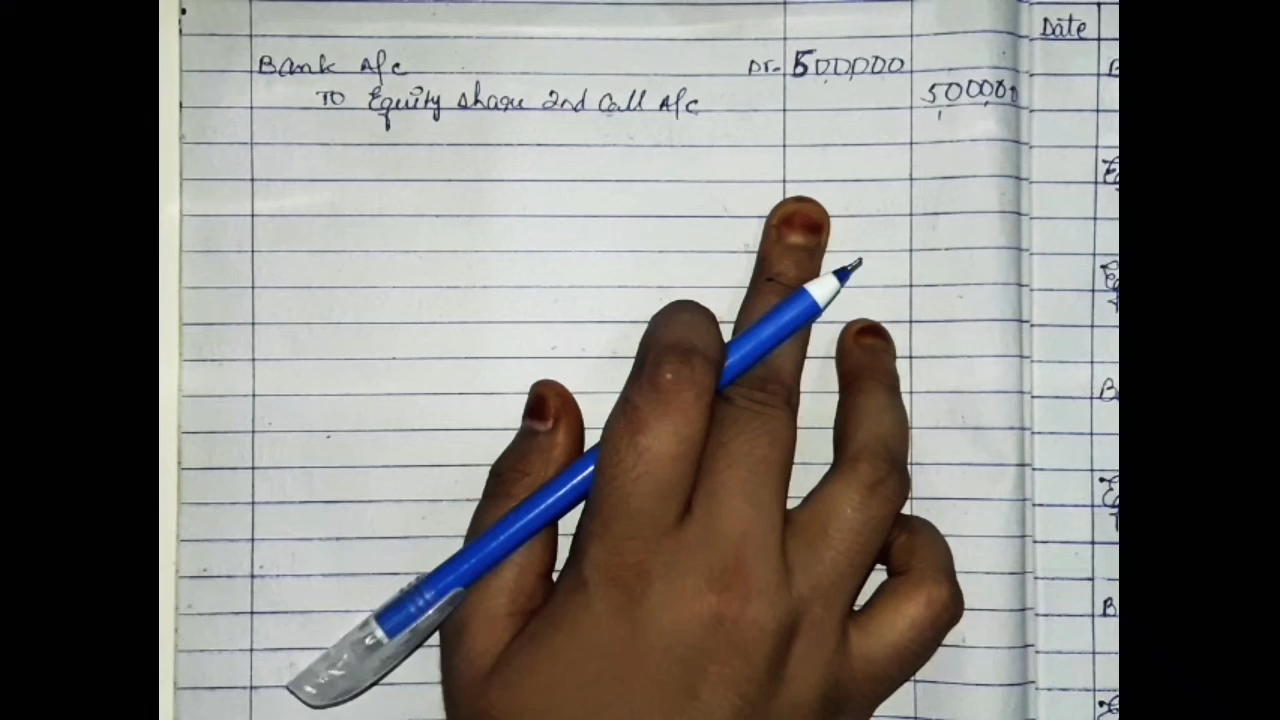 Date
Bank A/c Dr- 500000
To Equity share 2nd Call A/c 500000
B
B
B